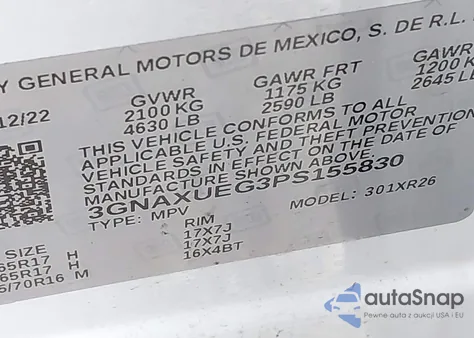 Y GENERAL MOTORS DE MEXICO, S. DE R.L.
12/22
GVWR
2100 KG
4630 LB
GAWR FRT
1175 KG
2590 LB
GAWR
1200 K
2645 LB
THIS VEHICLE CONFORMS TO ALL
APPLICABLE U.S. FEDERAL MOTOR
VEHICLE SAFETY AND THEFT PREVENTION
STANDARDS IN EFFECT ON THE DATE OF
MANUFACTURE SHOWN ABOVE
3GNAXUEG3PS155830
TYPE: MPV
MODEL: 301XR26
SIZE
65R17 H
65R17 H
5/70R16 M
RIM
17X7J
17X7J
16X4BT
autoSnap
Pewne auta z aukcji USA i EU